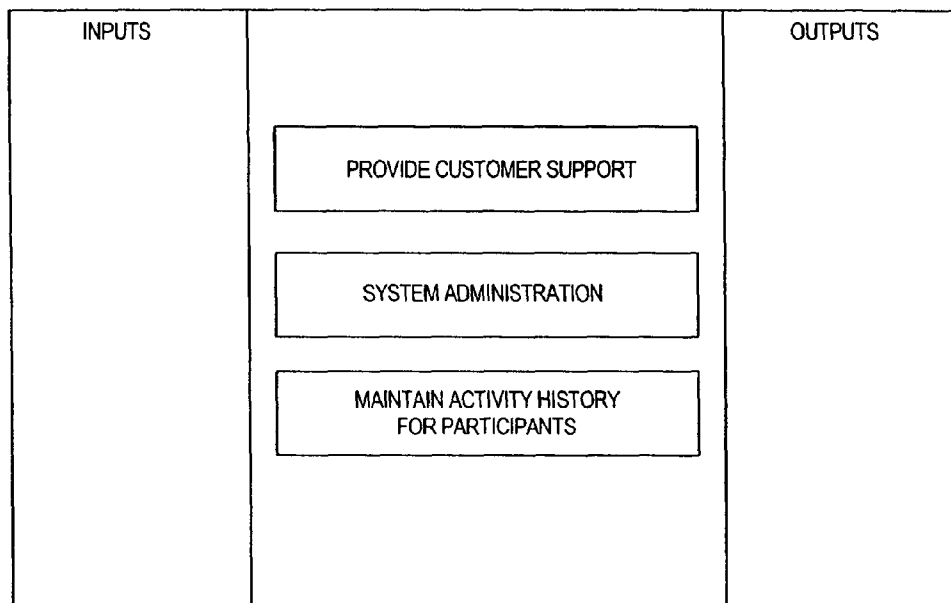 INPUTS
OUTPUTS
PROVIDE CUSTOMER SUPPORT
SYSTEM ADMINISTRATION
MAINTAIN ACTIVITY HISTORY
FOR PARTICIPANTS